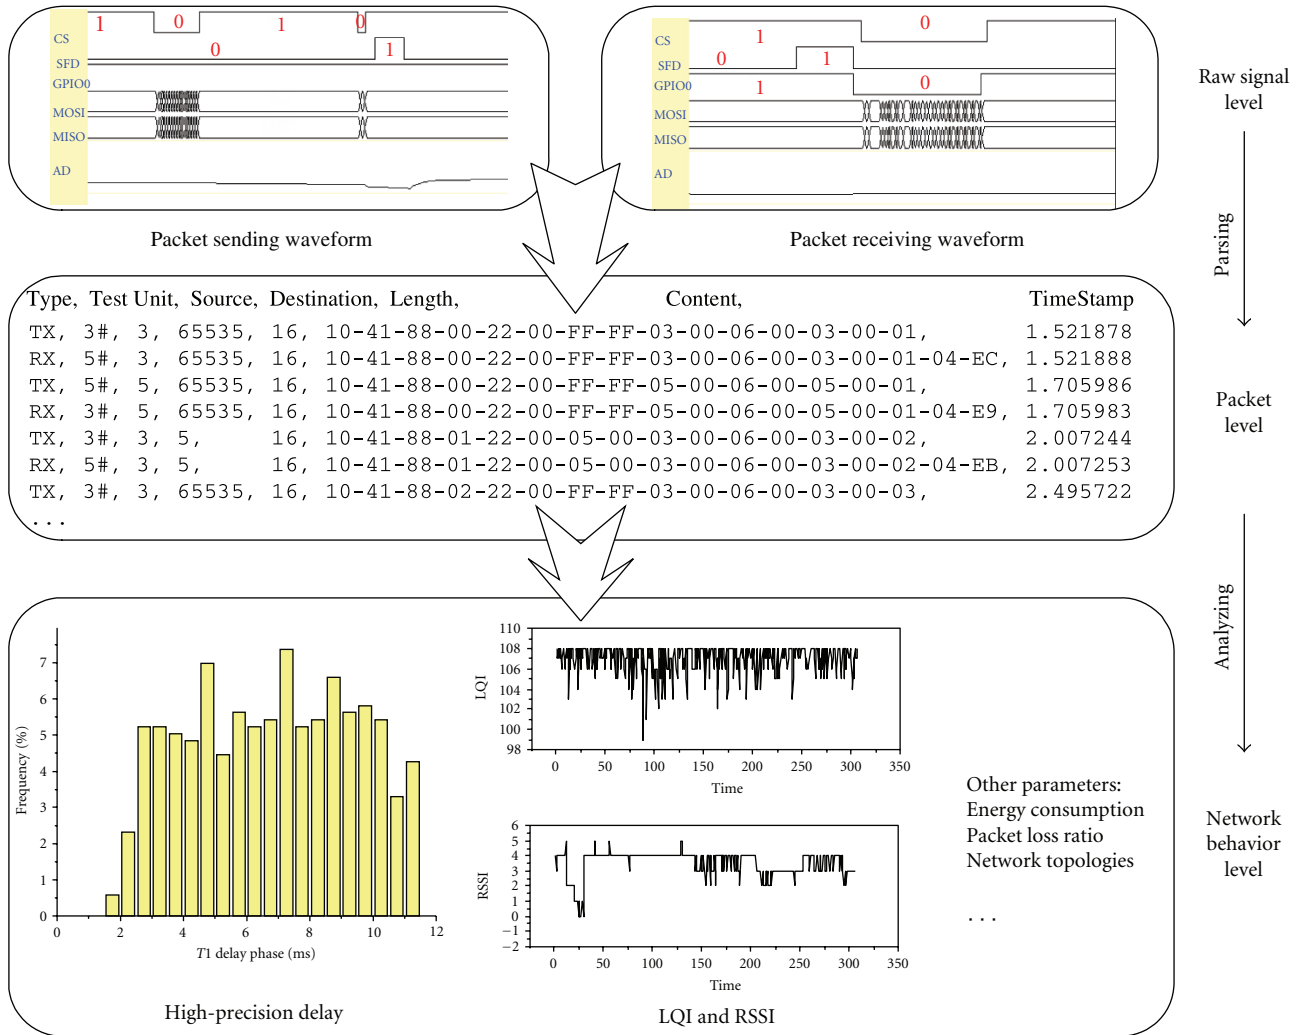 1 0 1 0
CS
0 1
SFD
GPIO0
MOSI
MISO
AD
Packet sending waveform
0
CS
1
SFD
0 1
GPIO0
1 0
MOSI
MISO
AD
Packet receiving waveform
Raw signal
level
Parsing
Type, Test Unit, Source, Destination, Length, Content, TimeStamp
TX, 3#, 3, 65535, 16, 10-41-88-00-22-00-FF-FF-03-00-06-00-03-00-01, 1.521878
RX, 5#, 3, 65535, 16, 10-41-88-00-22-00-FF-FF-03-00-06-00-03-00-01-04-EC, 1.521888
TX, 5#, 5, 65535, 16, 10-41-88-00-22-00-FF-FF-05-00-06-00-05-00-01, 1.705986
RX, 3#, 5, 65535, 16, 10-41-88-00-22-00-FF-FF-05-00-06-00-05-00-01-04-E9, 1.705983
TX, 3#, 3, 5, 16, 10-41-88-01-22-00-05-00-03-00-06-00-03-00-02, 2.007244
RX, 5#, 3, 5, 16, 10-41-88-01-22-00-05-00-03-00-06-00-03-00-02-04-EB, 2.007253
TX, 3#, 3, 65535, 16, 10-41-88-02-22-00-FF-FF-03-00-06-00-03-00-03, 2.495722
...
Packet
level
Analyzing
7
6
5
4
3
2
1
0
Frequency (%)
0 2 4 6 8 10 12
T1 delay phase (ms)
High-precision delay
110
108
106
104
102
100
98
LQI
0 50 100 150 200 250 300 350
Time
6
5
4
3
2
1
0
−1
−2
RSSI
0 50 100 150 200 250 300 350
Time
LQI and RSSI
Other parameters:
Energy consumption
Packet loss ratio
Network topologies
...
Network
behavior
level